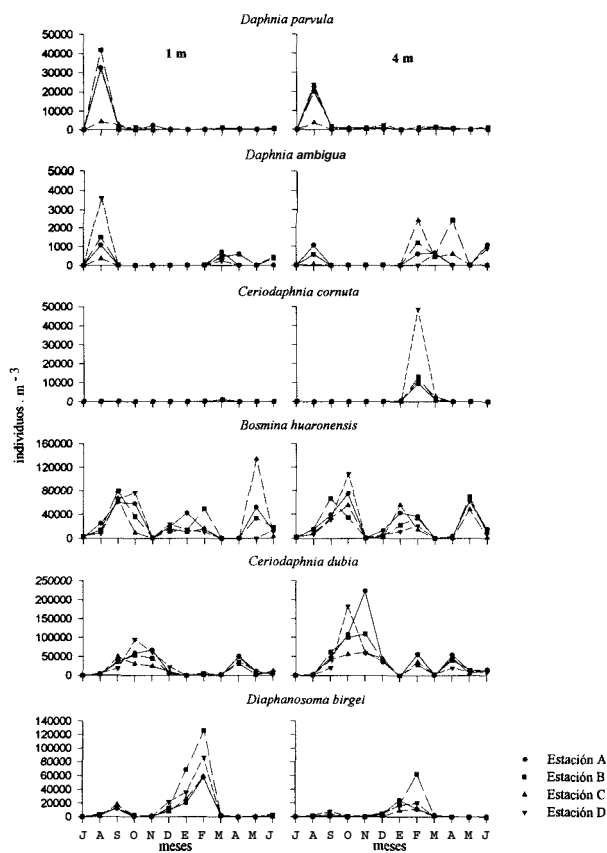 Daphnia parvula
1 m
4 m
50000
40000
30000
20000
10000
0
Daphnia ambigua
5000
5000
3000
2000
1000
0
Ceriodaphnia cornuta
50000
40000
30000
20000
10000
0
individuos . m⁻³
Bosmina huaronensis
160000
120000
80000
40000
0
Ceriodaphnia dubia
250000
200000
150000
100000
50000
0
Diaphanosoma birgei
140000
120000
100000
80000
60000
40000
20000
0
J A S O N D E F M A M J
meses
J A S O N D E F M A M J
meses
Estación A
Estación B
Estación C
Estación D